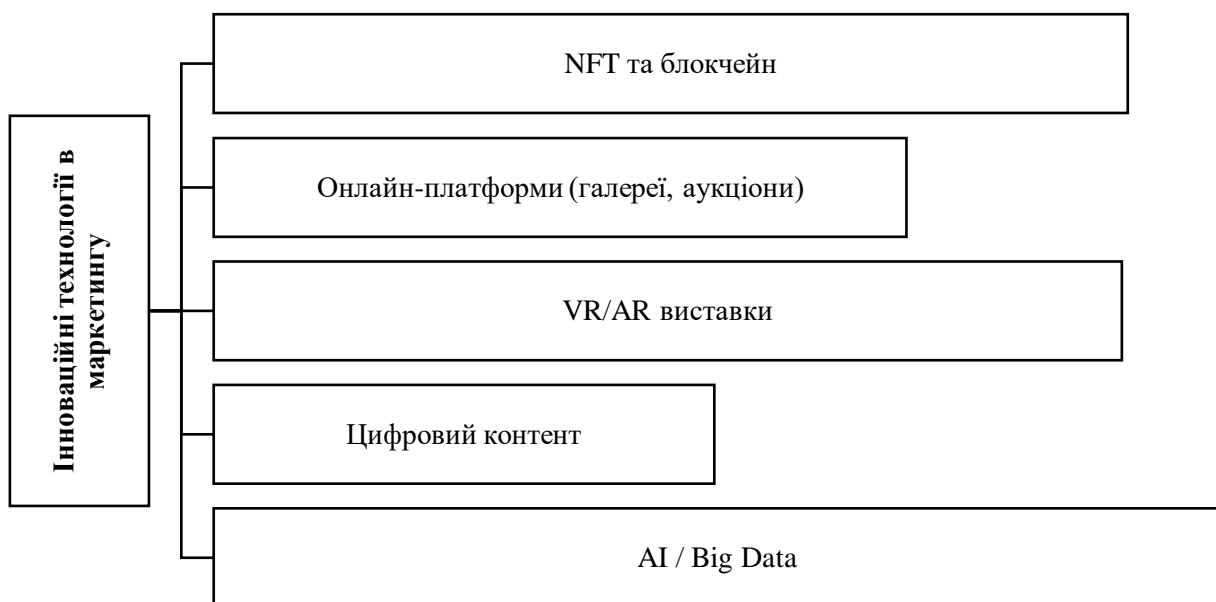 Інноваційні технології в
маркетингу
NFT та блокчейн
Онлайн-платформи (галереї, аукціони)
VR/AR виставки
Цифровий контент
AI / Big Data